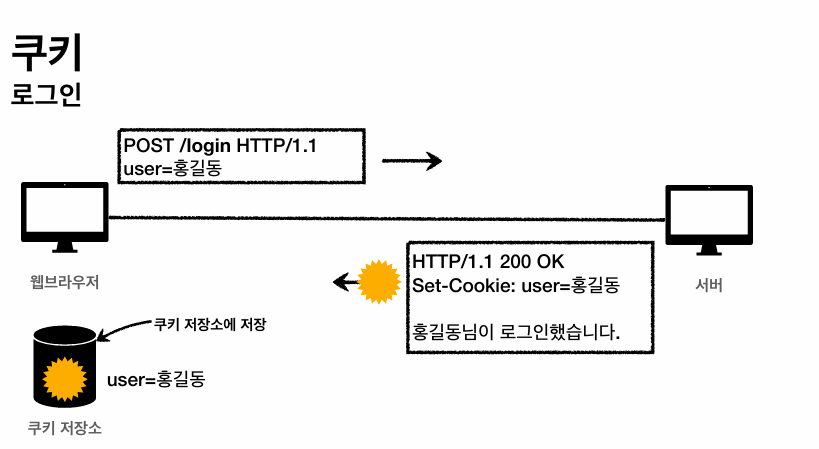 쿠키
로그인
POST /login HTTP/1.1
user=홍길동
웹브라우저
HTTP/1.1 200 OK
Set-Cookie: user=홍길동
홍길동님이 로그인했습니다.
서버
쿠키 저장소에 저장
user=홍길동
쿠키 저장소